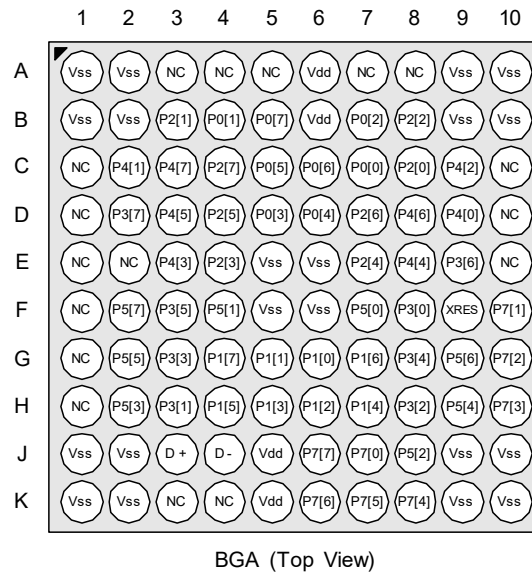 1 2 3 4 5 6 7 8 9 10
A Vss Vss NC NC NC Vdd NC NC Vss Vss
B Vss Vss P2[1] P0[1] P0[7] Vdd P0[2] P2[2] Vss Vss
C NC P4[1] P4[7] P2[7] P0[5] P0[6] P0[0] P2[0] P4[2] NC
D NC P3[7] P4[5] P2[5] P0[3] P0[4] P2[6] P4[6] P4[0] NC
E NC NC P4[3] P2[3] Vss Vss P2[4] P4[4] P3[6] NC
F NC P5[7] P3[5] P5[1] Vss Vss P5[0] P3[0] XRES P7[1]
G NC P5[5] P3[3] P1[7] P1[1] P1[0] P1[6] P3[4] P5[6] P7[2]
H NC P5[3] P3[1] P1[5] P1[3] P1[2] P1[4] P3[2] P5[4] P7[3]
J Vss Vss D + D - Vdd P7[7] P7[0] P5[2] Vss Vss
K Vss Vss NC NC Vdd P7[6] P7[5] P7[4] Vss Vss
BGA (Top View)